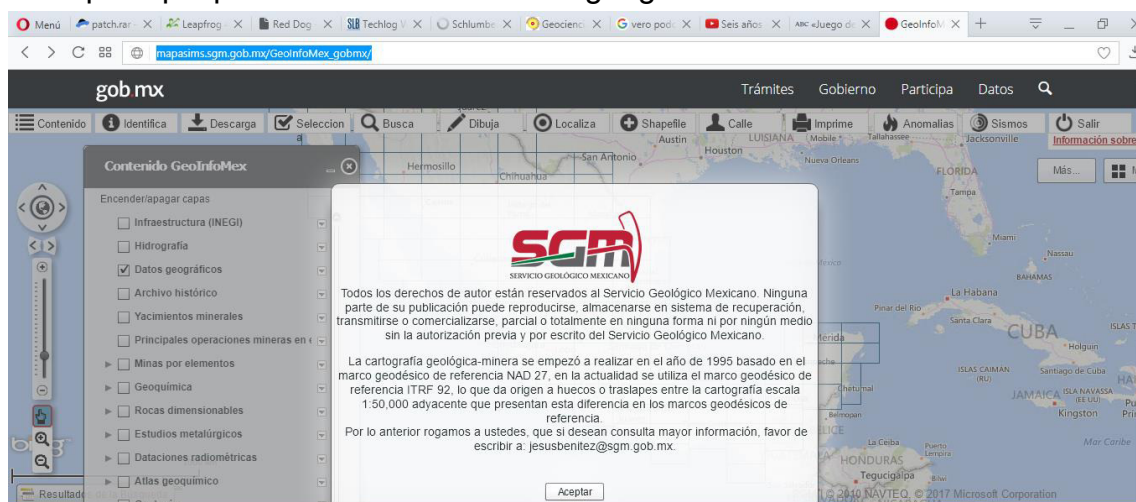 Menú
patch.rar -
Leapfrog
Red Dog
Techlog V
Schlumbe
Geocienc
vero pod
Seis años
ABC «Juego d
GeoInfoM
mapasims.sgm.gob.mx/GeoInfoMex_gobmx/
gob.mx
Trámites Gobierno Participa Datos
Contenido Identifica Descarga Seleccion Busca Dibuja Localiza Shapefile Calle Imprime Anomalias Sismos Salir
Información sobre
Austin
LUISIANA
Mobile
Tallahassee
Jacksonville
Hermosillo
San Antonio
Houston
Nueva Orleans
Chihuahua
FLORIDA
Más...
Tampa
Contenido GeoInfoMex
Encender/apagar capas
Infraestructura (INEGI)
Hidrografía
Datos geográficos
Archivo histórico
Yacimientos minerales
Principales operaciones mineras en
Minas por elementos
Geoquímica
Rocas dimensionables
Estudios metalúrgicos
Dataciones radiométricas
Atlas geoquímico
SGM
SERVICIO GEOLÓGICO MEXICANO
Todos los derechos de autor están reservados al Servicio Geológico Mexicano. Ninguna
parte de su publicación puede reproducirse, almacenarse en sistema de recuperación,
transmitirse o comercializarse, parcial o totalmente en ninguna forma ni por ningún medio
sin la autorización previa y por escrito del Servicio Geológico Mexicano.
La cartografía geológica-minera se empezó a realizar en el año de 1995 basado en el
marco geodésico de referencia NAD 27, en la actualidad se utiliza el marco geodésico de
referencia ITRF 92, lo que da origen a huecos o traslapes entre la cartografía escala
1:50,000 adyacente que presentan esta diferencia en los marcos geodésicos de
referencia.
Por lo anterior rogamos a ustedes, que si desean consulta mayor información, favor de
escribir a: jesusbenitez@sgm.gob.mx.
Aceptar
Miami
Nassau
BAHAMAS
La Habana
Pinar del Rio
Santa Clara
CUBA
Holguin
ISLAS T
Mérida
ISLAS CAIMÁN
(RU)
Santiago de Cuba
Chetumal
JAMAICA
ISLA NAVASSA
(EE UU)
Kingston
Belmopan
La Ceiba
Puerto
Lempira
Mar Caribe
HONDURAS
Tegucigalpa
bing
Resultado
© 2010 NAVTEQ, © 2017 Microsoft Corporation